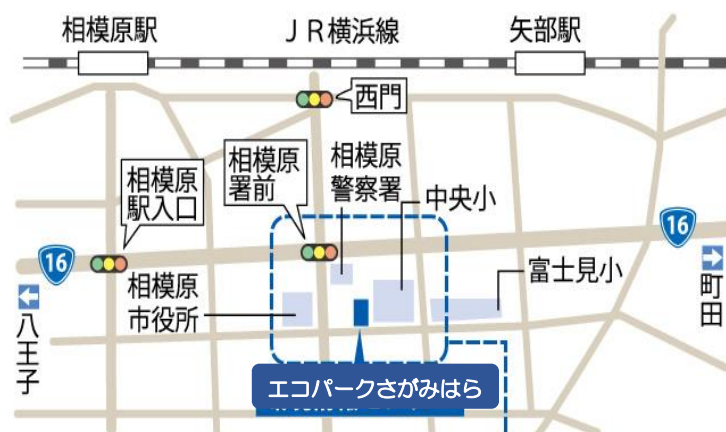 相模原駅
JR横浜線
矢部駅
西門
相模原
駅入口
相模原
署前
相模原
警察署
中央小
16
16
富士見小
町田
八王子
相模原
市役所
エコパークさがみはら